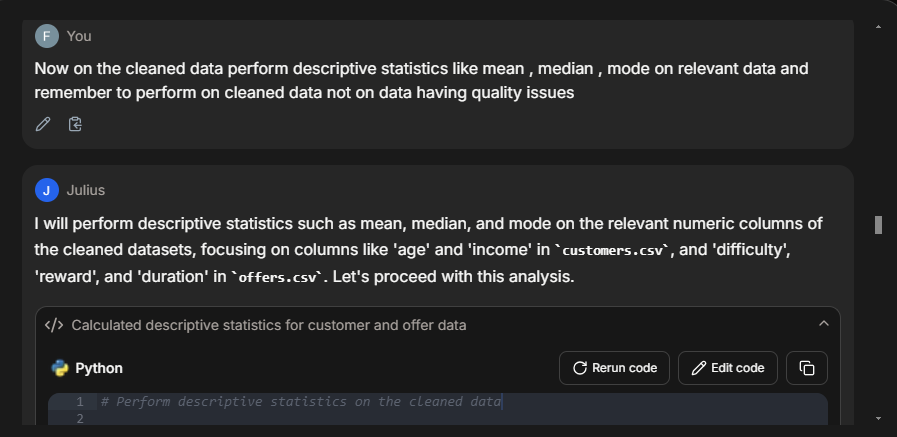 F You
Now on the cleaned data perform descriptive statistics like mean , median , mode on relevant data and
remember to perform on cleaned data not on data having quality issues
J Julius
I will perform descriptive statistics such as mean, median, and mode on the relevant numeric columns of
the cleaned datasets, focusing on columns like 'age' and 'income' in `customers.csv`, and 'difficulty',
'reward', and 'duration' in `offers.csv`. Let's proceed with this analysis.
</> Calculated descriptive statistics for customer and offer data
Python Rerun code Edit code
1 # Perform descriptive statistics on the cleaned data
2